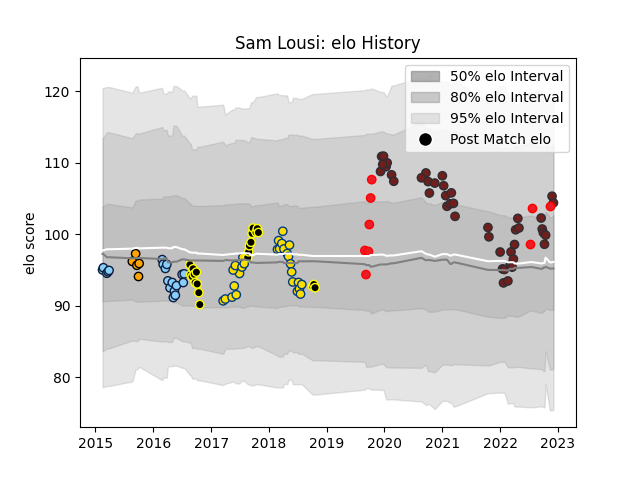 Sam Lousi: elo History
50% elo Interval
80% elo Interval
95% elo Interval
Post Match elo
elo score
120
110
100
90
80
2015 2016 2017 2018 2019 2020 2021 2022 2023